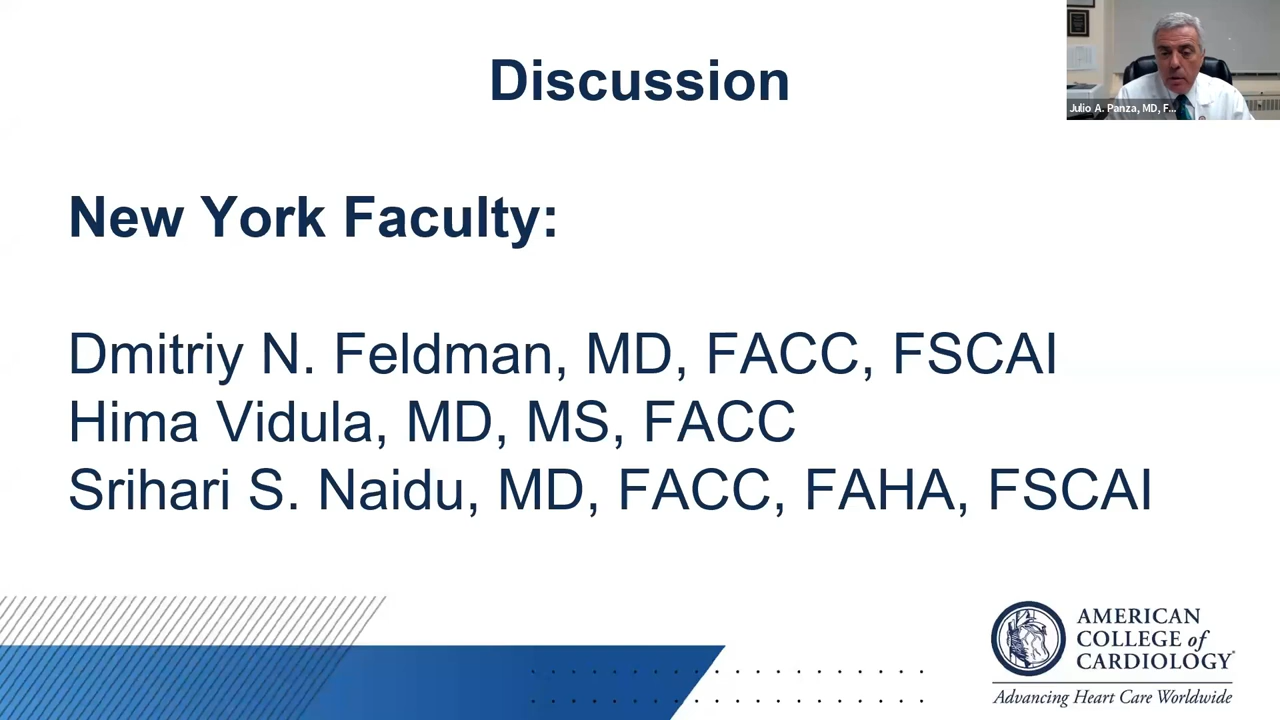 Discussion
Julio A. Panza, MD, F...
New York Faculty:
Dmitriy N. Feldman, MD, FACC, FSCAI
Hima Vidula, MD, MS, FACC
Srihari S. Naidu, MD, FACC, FAHA, FSCAI
AMERICAN
COLLEGE of
CARDIOLOGY®
Advancing Heart Care Worldwide